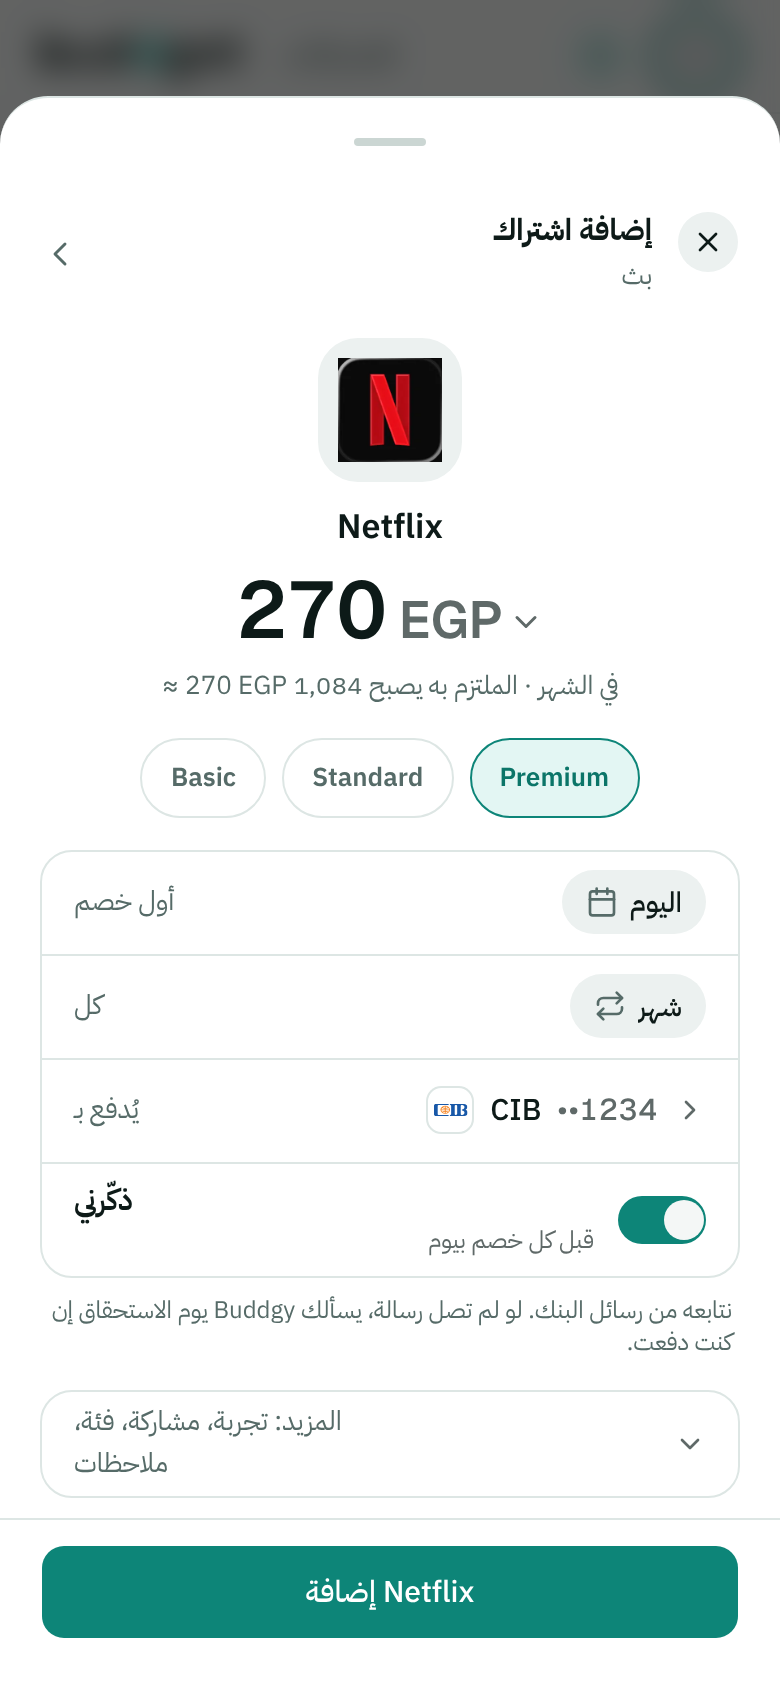 إضافة اشتراك
بث
Netflix
270 EGP
≈ 270 EGP في الشهر · الملتزم به يصبح 1,084
Basic
Standard
Premium
أول خصم
اليوم
كل
شهر
يُدفع بـ
CIB ••1234
ذكّرني
قبل كل خصم بيوم
نتابعه من رسائل البنك. لو لم تصل رسالة، يسألك Buddgy يوم الاستحقاق إن
كنت دفعت.
المزيد: تجربة، مشاركة، فئة،
ملاحظات
إضافة Netflix